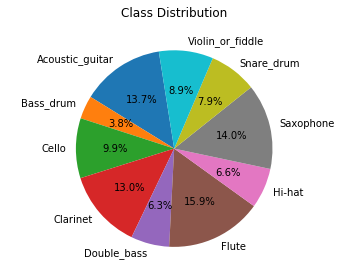 Class Distribution
Violin_or_fiddle
Acoustic_guitar
Snare_drum
8.9%
7.9%
13.7%
Bass_drum
Saxophone
3.8%
14.0%
Cello
9.9%
6.6%
Hi-hat
13.0%
6.3%
15.9%
Clarinet
Flute
Double_bass